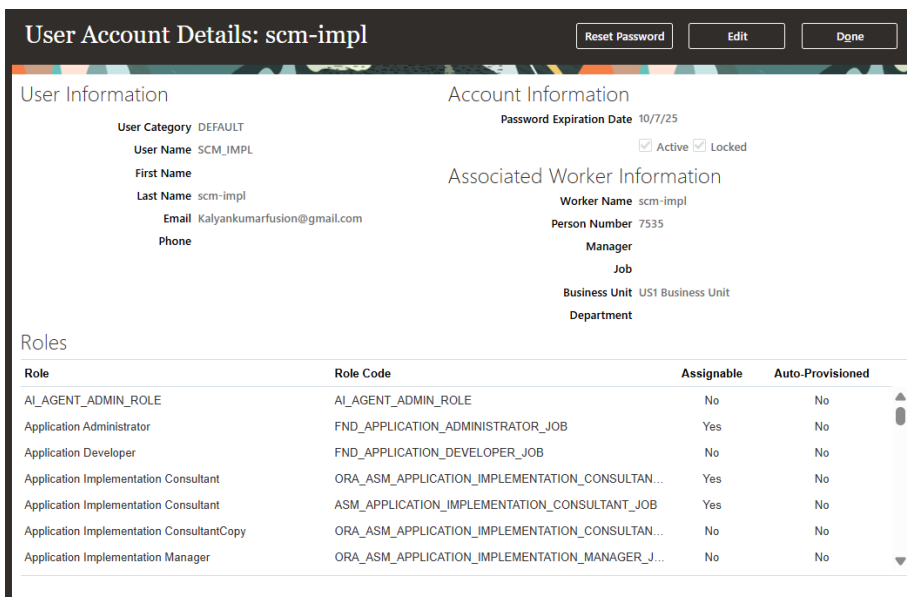 User Account Details: scm-impl
Reset Password
Edit
Done
User Information
User Category DEFAULT
User Name SCM_IMPL
First Name
Last Name scm-impl
Email Kalyankumarfusion@gmail.com
Phone
Account Information
Password Expiration Date 10/7/25
Active Locked
Associated Worker Information
Worker Name scm-impl
Person Number 7535
Manager
Job
Business Unit US1 Business Unit
Department
Roles
Role Role Code Assignable Auto-Provisioned
AI_AGENT_ADMIN_ROLE AI_AGENT_ADMIN_ROLE No No
Application Administrator FND_APPLICATION_ADMINISTRATOR_JOB Yes No
Application Developer FND_APPLICATION_DEVELOPER_JOB No No
Application Implementation Consultant ORA_ASM_APPLICATION_IMPLEMENTATION_CONSULTAN... Yes No
Application Implementation Consultant ASM_APPLICATION_IMPLEMENTATION_CONSULTANT_JOB Yes No
Application Implementation ConsultantCopy ORA_ASM_APPLICATION_IMPLEMENTATION_CONSULTAN... No No
Application Implementation Manager ORA_ASM_APPLICATION_IMPLEMENTATION_MANAGER_J... No No